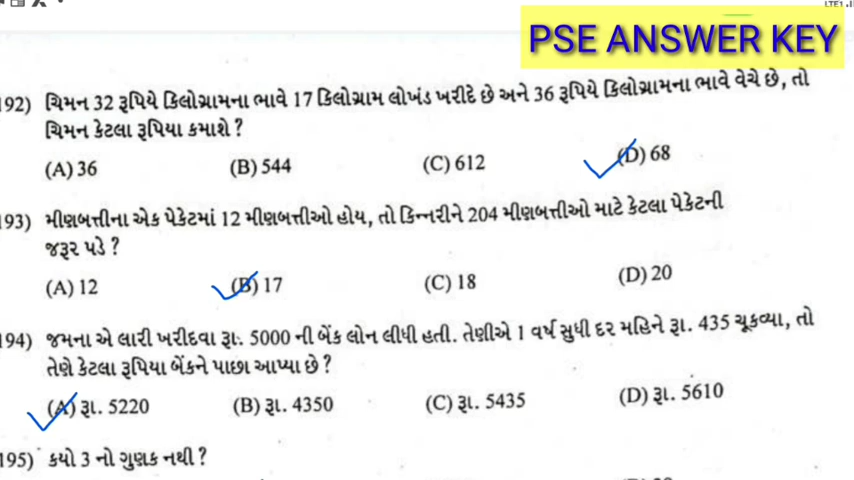 LTE1
PSE ANSWER KEY
192) ચિમન 32 રૂપિયે કિલોગ્રામના ભાવે 17 કિલોગ્રામ લોખંડ ખરીદે છે અને 36 રૂપિયે કિલોગ્રામના ભાવે વેચે છે, તો
ચિમન કેટલા રૂપિયા કમાશે ?
(A) 36 (B) 544 (C) 612 (D) 68
193) મીણબત્તીના એક પેકેટમાં 12 મીણબત્તીઓ હોય, તો કિન્નરીને 204 મીણબત્તીઓ માટે કેટલા પેકેટની
જરૂર પડે ?
(A) 12 (B) 17 (C) 18 (D) 20
194) જમના એ લારી ખરીદવા રૂા. 5000 ની બેંક લોન લીધી હતી. તેણીએ 1 વર્ષ સુધી દર મહિને રૂા. 435 ચૂકવ્યા, તો
તેણે કેટલા રૂપિયા બેંકને પાછા આપ્યા છે ?
(A) રૂા. 5220 (B) રૂા. 4350 (C) રૂા. 5435 (D) રૂા. 5610
195) કયો 3 નો ગુણક નથી ?